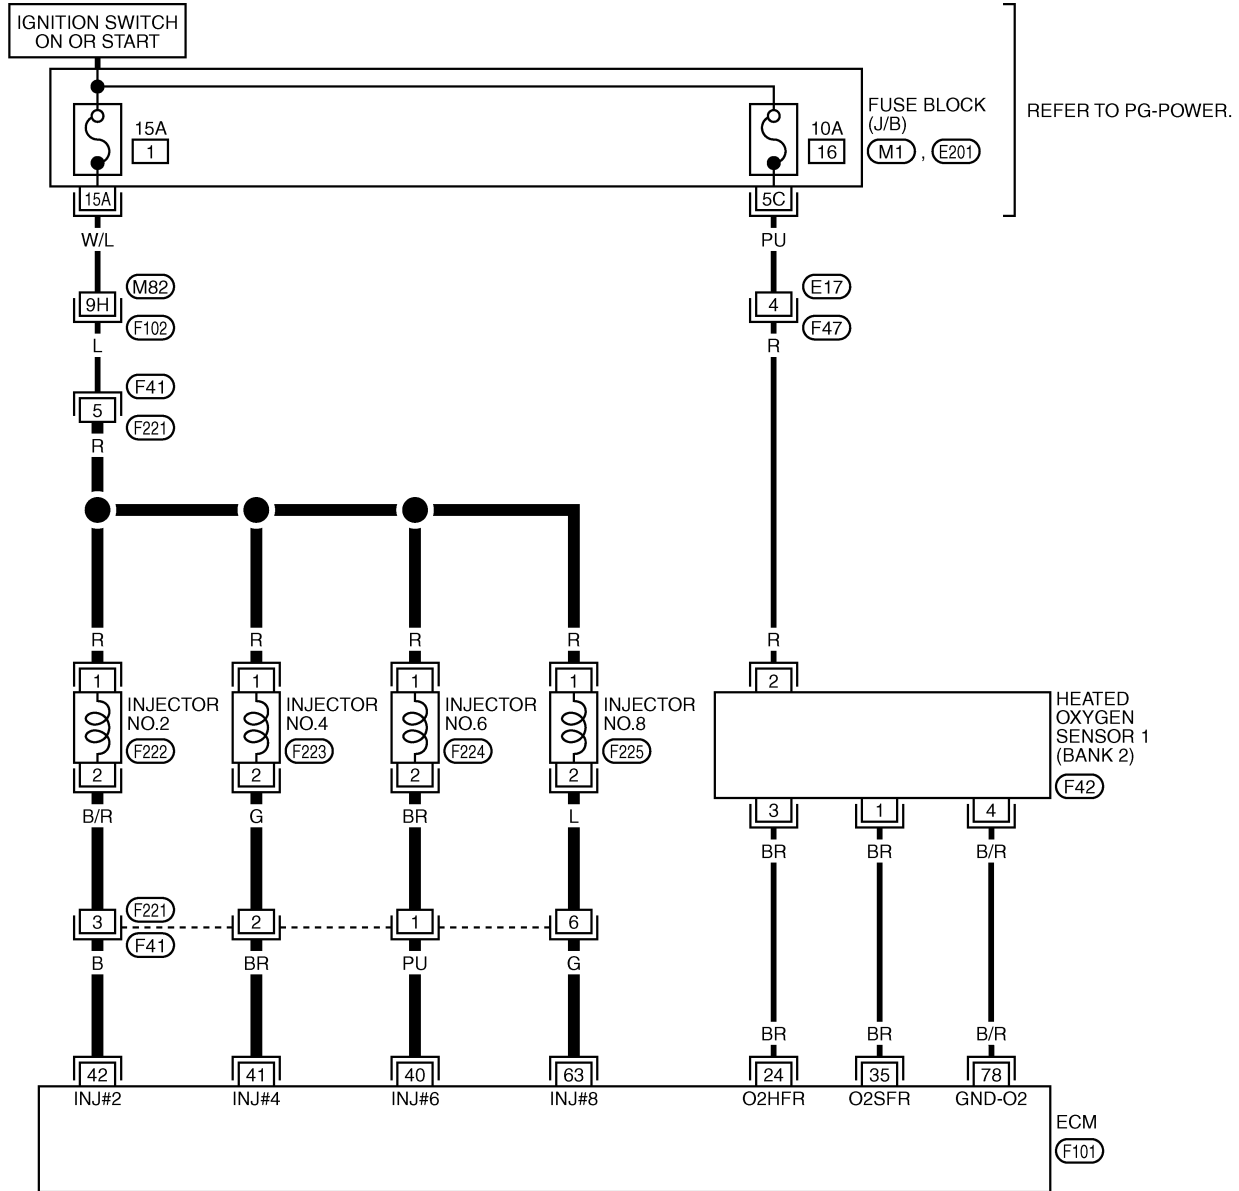 IGNITION SWITCH
ON OR START
REFER TO PG-POWER.
FUSE BLOCK
(J/B)
M1 , E201
15A
1
10A
16
15A
5C
W/L
PU
M82
9H
F102
L
E17
4
F47
R
F41
5
F221
R
R
R
R
R
R
1
1
1
1
2
INJECTOR
NO.2
F222
INJECTOR
NO.4
F223
INJECTOR
NO.6
F224
INJECTOR
NO.8
F225
HEATED
OXYGEN
SENSOR 1
(BANK 2)
F42
2
2
2
2
3
1
4
B/R
G
BR
L
BR
BR
B/R
F221
3
2
1
6
F41
B
BR
PU
G
BR
BR
B/R
42
41
40
63
24
35
78
INJ#2
INJ#4
INJ#6
INJ#8
O2HFR
O2SFR
GND-O2
ECM
F101